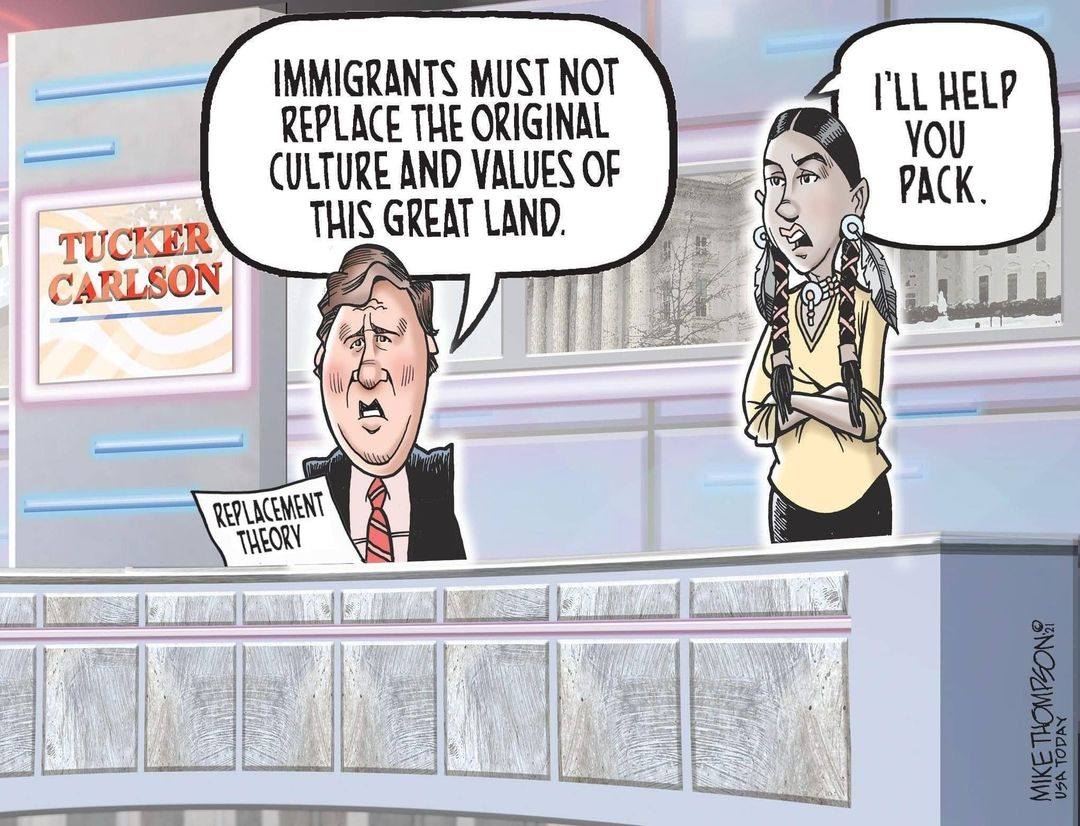 TUCKER
CARLSON
IMMIGRANTS MUST NOT
REPLACE THE ORIGINAL
CULTURE AND VALUES OF
THIS GREAT LAND.
I'LL HELP
YOU
PACK.
REPLACEMENT
THEORY
MIKE THOMPSON © '21
USA TODAY